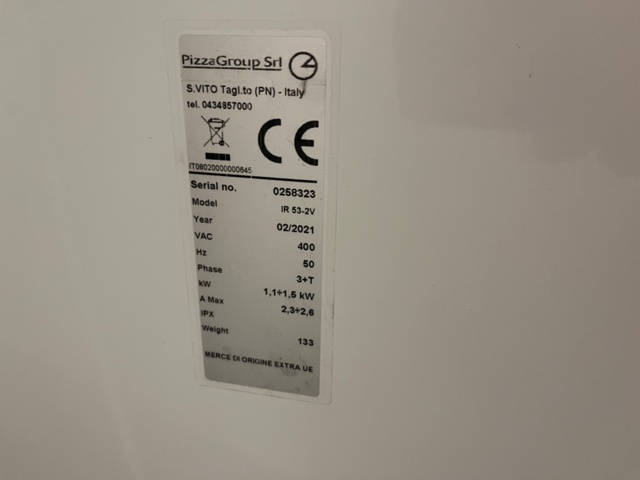 PizzaGroup Srl
S.VITO Tagl.to (PN) - Italy
tel. 0434857000
CE
IT08020000000645
Serial no. 0258323
Model IR 53-2V
Year 02/2021
VAC 400
Hz 50
Phase 3+T
kW 1,1÷1,5 kW
A Max 2,3÷2,6
IPX
Weight 133
MERCE DI ORIGINE EXTRA UE